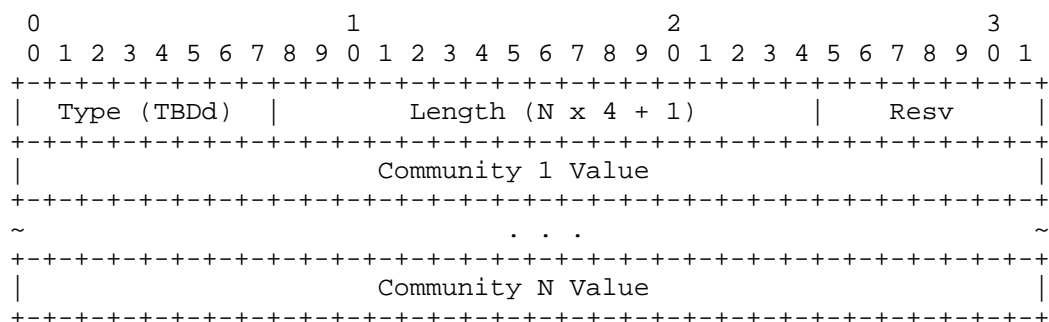 0                   1                   2                   3
 0 1 2 3 4 5 6 7 8 9 0 1 2 3 4 5 6 7 8 9 0 1 2 3 4 5 6 7 8 9 0 1
+-+-+-+-+-+-+-+-+-+-+-+-+-+-+-+-+-+-+-+-+-+-+-+-+-+-+-+-+-+-+-+-+
|  Type (TBDd)  |        Length (N x 4 + 1)       |    Resv     |
+-+-+-+-+-+-+-+-+-+-+-+-+-+-+-+-+-+-+-+-+-+-+-+-+-+-+-+-+-+-+-+-+
|                      Community 1 Value                        |
+-+-+-+-+-+-+-+-+-+-+-+-+-+-+-+-+-+-+-+-+-+-+-+-+-+-+-+-+-+-+-+-+
~                              . . .                            ~
+-+-+-+-+-+-+-+-+-+-+-+-+-+-+-+-+-+-+-+-+-+-+-+-+-+-+-+-+-+-+-+-+
|                      Community N Value                        |
+-+-+-+-+-+-+-+-+-+-+-+-+-+-+-+-+-+-+-+-+-+-+-+-+-+-+-+-+-+-+-+-+